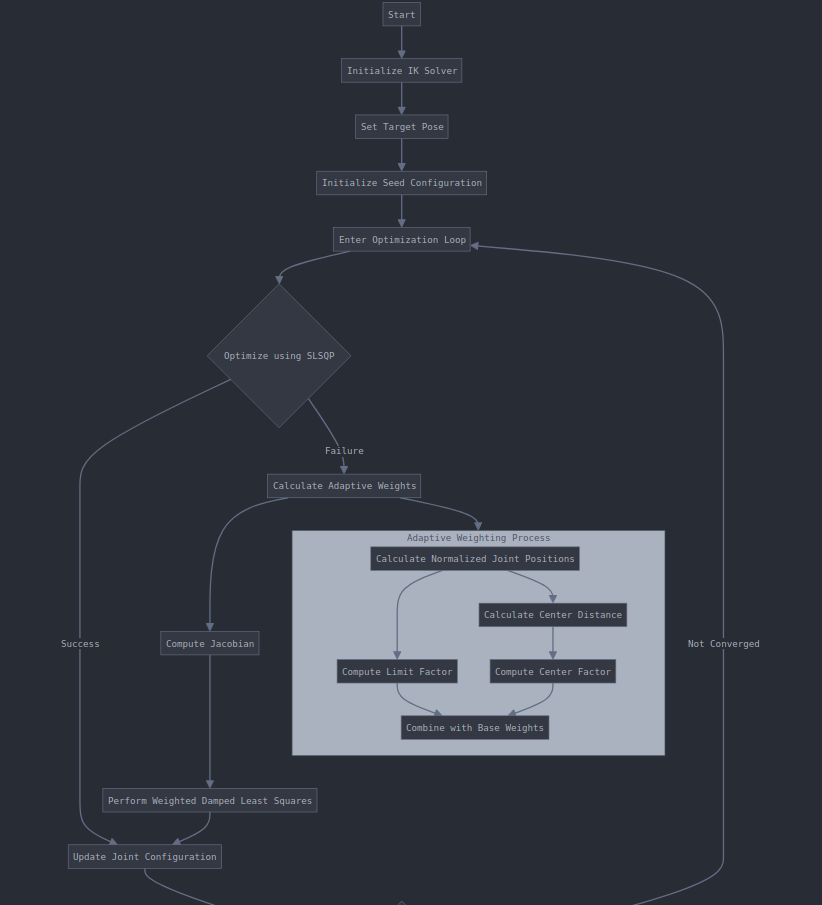 Start
Initialize IK Solver
Set Target Pose
Initialize Seed Configuration
Enter Optimization Loop
Optimize using SLSQP
Failure
Calculate Adaptive Weights
Adaptive Weighting Process
Calculate Normalized Joint Positions
Calculate Center Distance
Success
Compute Jacobian
Not Converged
Compute Limit Factor
Compute Center Factor
Combine with Base Weights
Perform Weighted Damped Least Squares
Update Joint Configuration